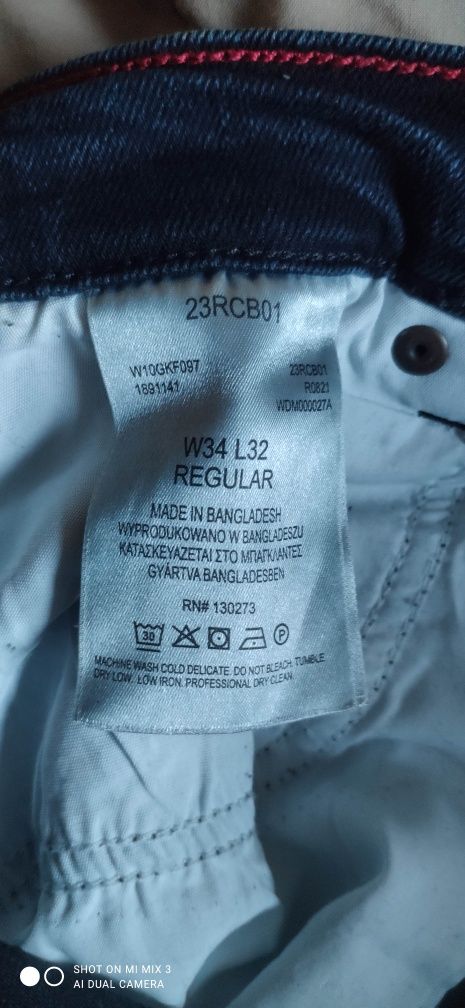 23RCB01
W10GKF097
1891141
23RCB01
R0821
WDM000027A
W34 L32
REGULAR
MADE IN BANGLADESH
WYPRODUKOWANO W BANGLADESZU
ΚΑΤΑΣΚΕΥΑΖΕΤΑΙ ΣΤΟ ΜΠΑΓΚΛΑΝΤΕΣ
GYÁRTVA BANGLADESBEN
RN# 130273
30
P
MACHINE WASH COLD DELICATE. DO NOT BLEACH. TUMBLE
DRY LOW. LOW IRON. PROFESSIONAL DRY CLEAN.
SHOT ON MI MIX 3
AI DUAL CAMERA